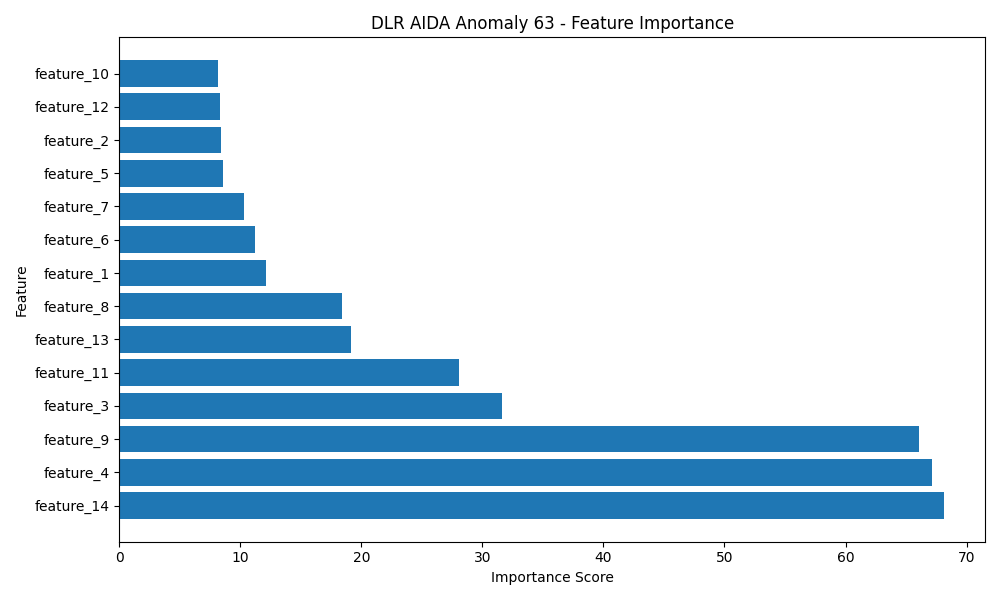 DLR AIDA Anomaly 63 - Feature Importance
Feature
feature_10
feature_12
feature_2
feature_5
feature_7
feature_6
feature_1
feature_8
feature_13
feature_11
feature_3
feature_9
feature_4
feature_14
0 10 20 30 40 50 60 70
Importance Score